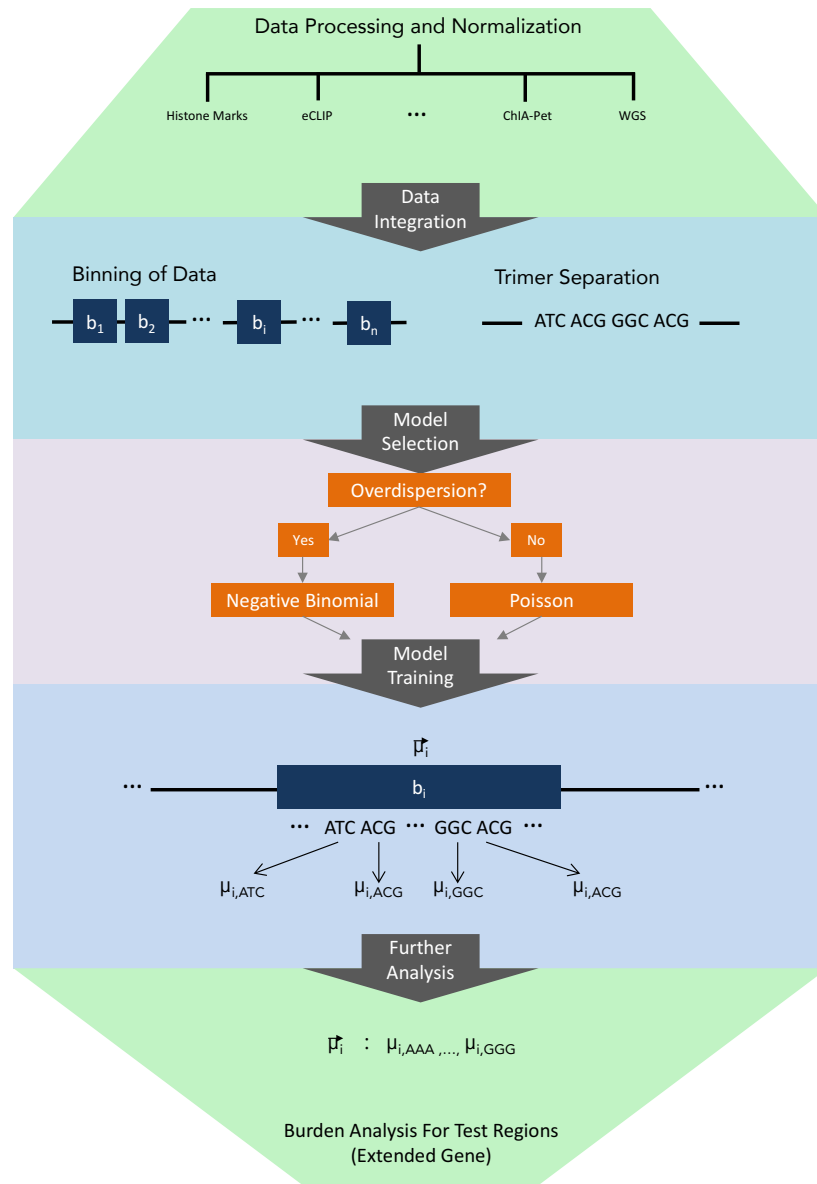 Data Processing and Normalization
Histone Marks eCLIP ... ChIA-Pet WGS
Data
Integration
Binning of Data
Trimer Separation
b1 b2 ... bi ... bn
ATC ACG GGC ACG
Model
Selection
Overdispersion?
Yes No
Negative Binomial Poisson
Model
Training
μ⃗i
... bi ...
... ATC ACG ... GGC ACG ...
μi,ATC μi,ACG μi,GGC μi,ACG
Further
Analysis
μ⃗i : μi,AAA ,..., μi,GGG
Burden Analysis For Test Regions
(Extended Gene)